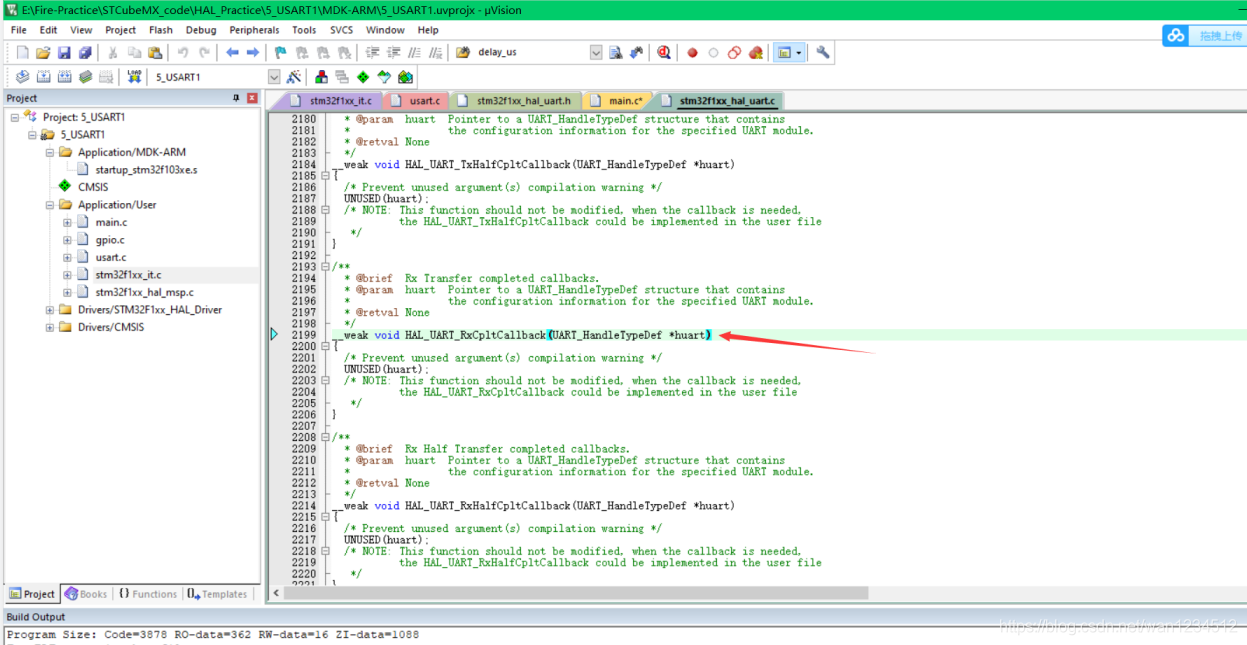 E:\Fire-Practice\STCubeMX_code\HAL_Practice\5_USART1\MDK-ARM\5_USART1.uvprojx - µVision
File Edit View Project Flash Debug Peripherals Tools SVCS Window Help
拖拽上传
delay_us
LOAD
5_USART1
Project
Project: 5_USART1
5_USART1
Application/MDK-ARM
startup_stm32f103xe.s
CMSIS
Application/User
main.c
gpio.c
usart.c
stm32f1xx_it.c
stm32f1xx_hal_msp.c
Drivers/STM32F1xx_HAL_Driver
Drivers/CMSIS
Project Books {} Functions Templates
stm32f1xx_it.c usart.c stm32f1xx_hal_uart.h main.c* stm32f1xx_hal_uart.c
2180 * @param huart Pointer to a UART_HandleTypeDef structure that contains
2181 * the configuration information for the specified UART module.
2182 * @retval None
2183 */
2184 __weak void HAL_UART_TxHalfCpltCallback(UART_HandleTypeDef *huart)
2185 {
2186 /* Prevent unused argument(s) compilation warning */
2187 UNUSED(huart);
2188 /* NOTE: This function should not be modified, when the callback is needed,
2189 the HAL_UART_TxHalfCpltCallback could be implemented in the user file
2190 */
2191 }
2192
2193 /**
2194 * @brief Rx Transfer completed callbacks.
2195 * @param huart Pointer to a UART_HandleTypeDef structure that contains
2196 * the configuration information for the specified UART module.
2197 * @retval None
2198 */
2199 __weak void HAL_UART_RxCpltCallback(UART_HandleTypeDef *huart)
2200 {
2201 /* Prevent unused argument(s) compilation warning */
2202 UNUSED(huart);
2203 /* NOTE: This function should not be modified, when the callback is needed,
2204 the HAL_UART_RxCpltCallback could be implemented in the user file
2205 */
2206 }
2207
2208 /**
2209 * @brief Rx Half Transfer completed callbacks.
2210 * @param huart Pointer to a UART_HandleTypeDef structure that contains
2211 * the configuration information for the specified UART module.
2212 * @retval None
2213 */
2214 __weak void HAL_UART_RxHalfCpltCallback(UART_HandleTypeDef *huart)
2215 {
2216 /* Prevent unused argument(s) compilation warning */
2217 UNUSED(huart);
2218 /* NOTE: This function should not be modified, when the callback is needed,
2219 the HAL_UART_RxHalfCpltCallback could be implemented in the user file
2220 */
2221 }
Build Output
Program Size: Code=3878 RO-data=362 RW-data=16 ZI-data=1088
https://blog.csdn.net/wan1234512